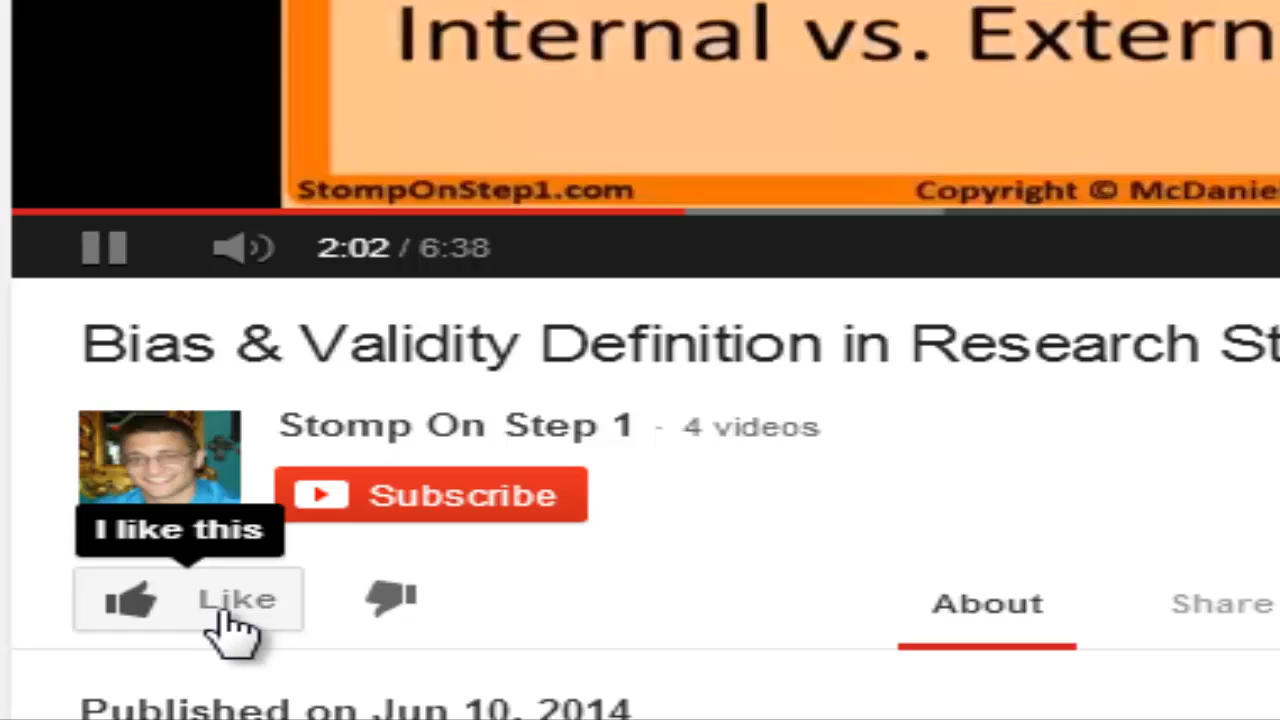 Internal vs. Extern
StompOnStep1.com Copyright © McDanie
2:02 / 6:38
Bias & Validity Definition in Research St
Stomp On Step 1 - 4 videos
Subscribe
I like this
Like
About Share
Published on Jun 10, 2014